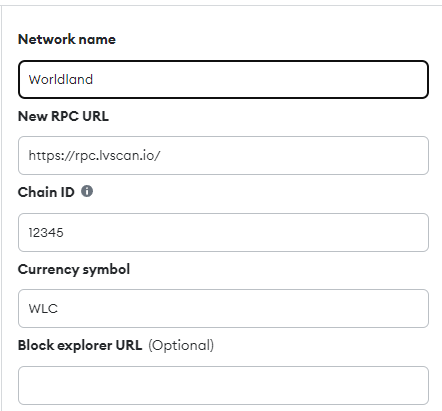 Network name
Worldland
New RPC URL
https://rpc.lvscan.io/
Chain ID
12345
Currency symbol
WLC
Block explorer URL (Optional)